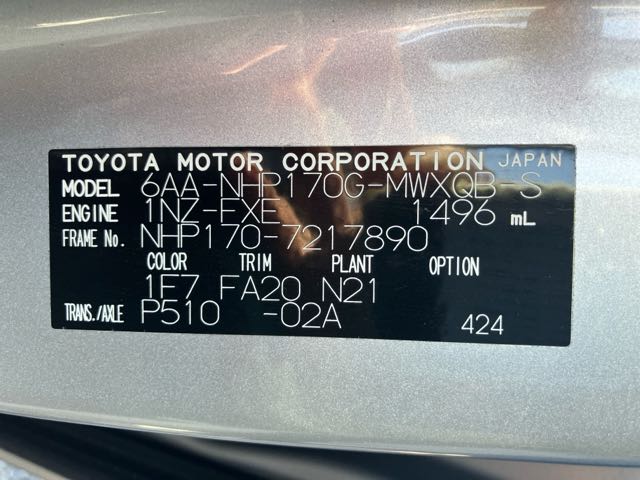 TOYOTA MOTOR CORPORATION JAPAN
MODEL 6AA-NHP170G-MWXQB-S
ENGINE 1NZ-FXE 1496 mL
FRAME No. NHP170-7217890
COLOR TRIM PLANT OPTION
1F7 FA20 N21
TRANS./AXLE P510 -02A 424